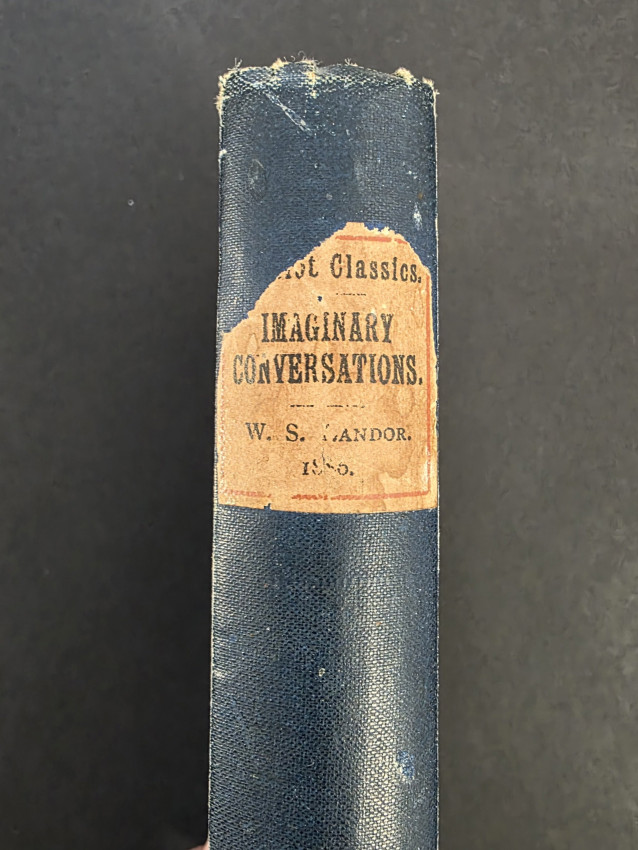 Classics.
IMAGINARY
CONVERSATIONS.
W. S. LANDOR.